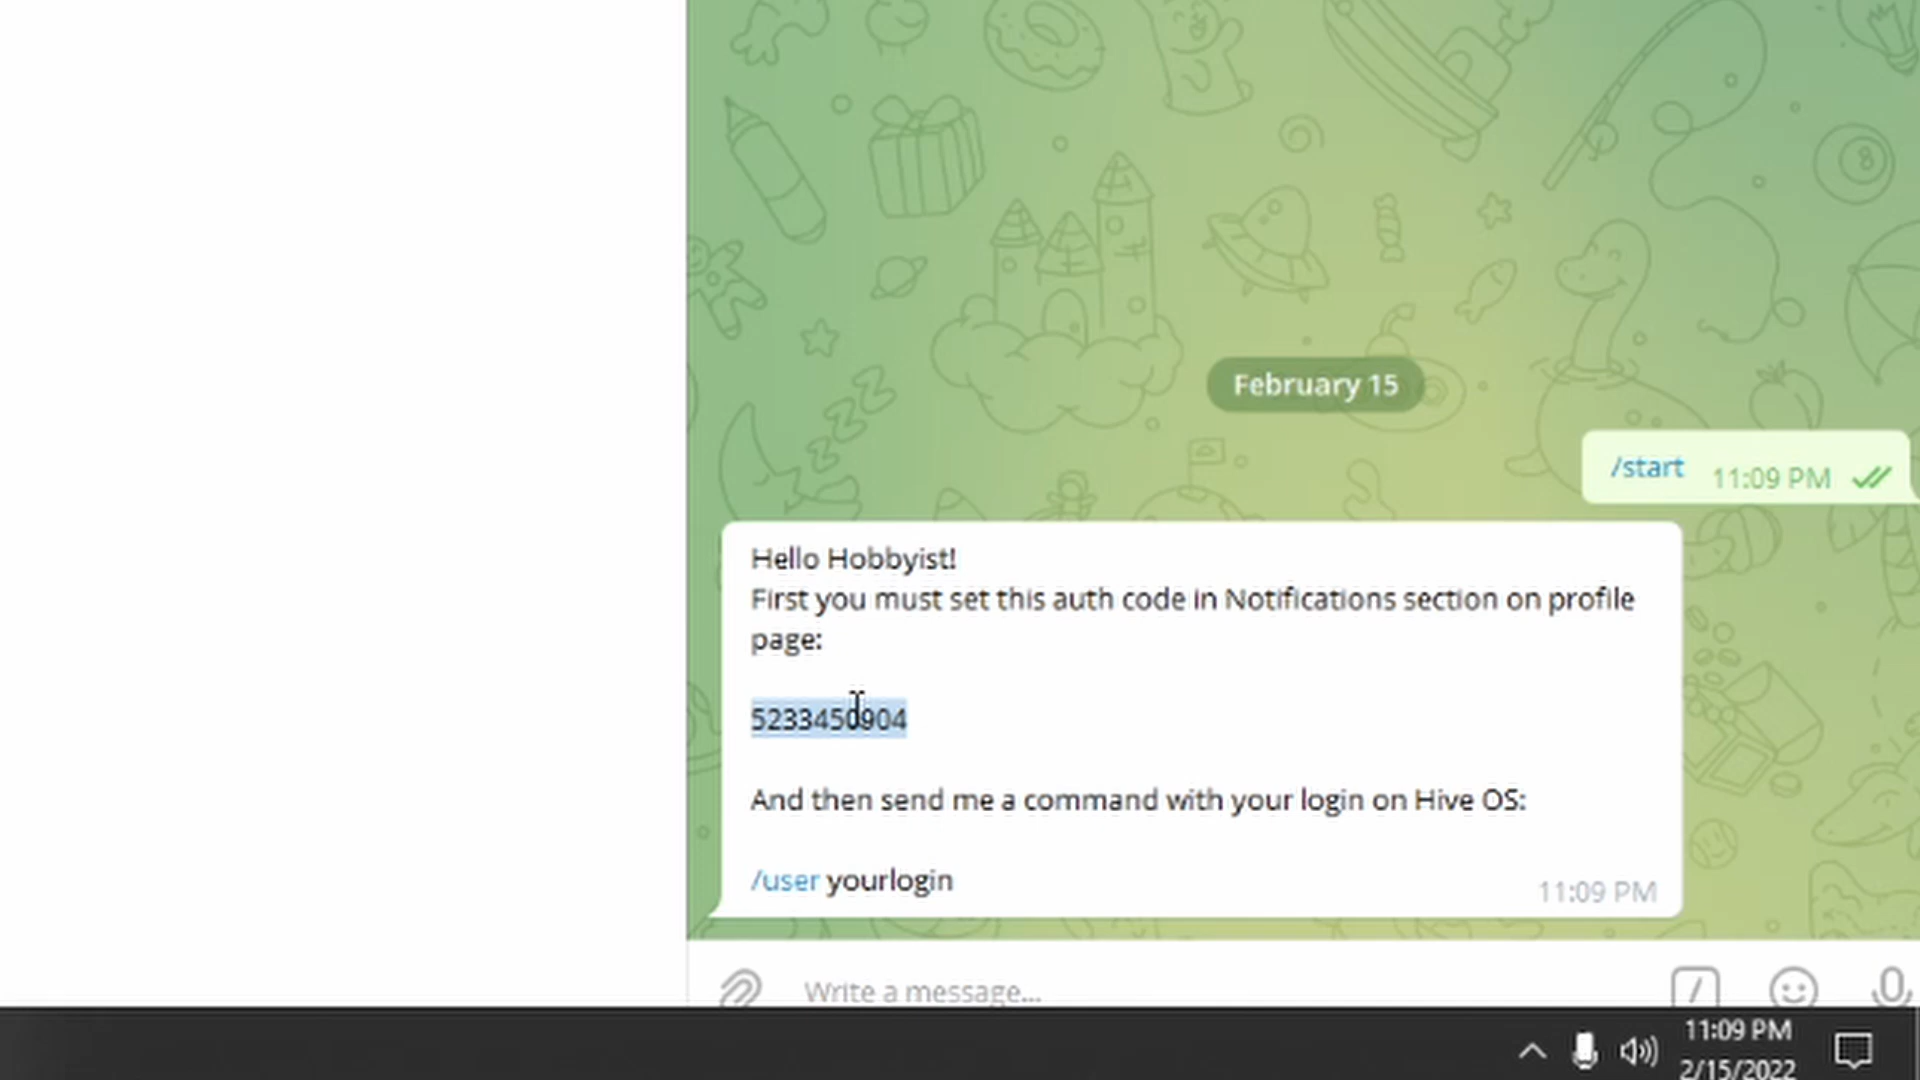 February 15
/start 11:09 PM
Hello Hobbyist!
First you must set this auth code in Notifications section on profile
page:
5233450904
And then send me a command with your login on Hive OS:
/user yourlogin
11:09 PM
Write a message...
11:09 PM
2/15/2022